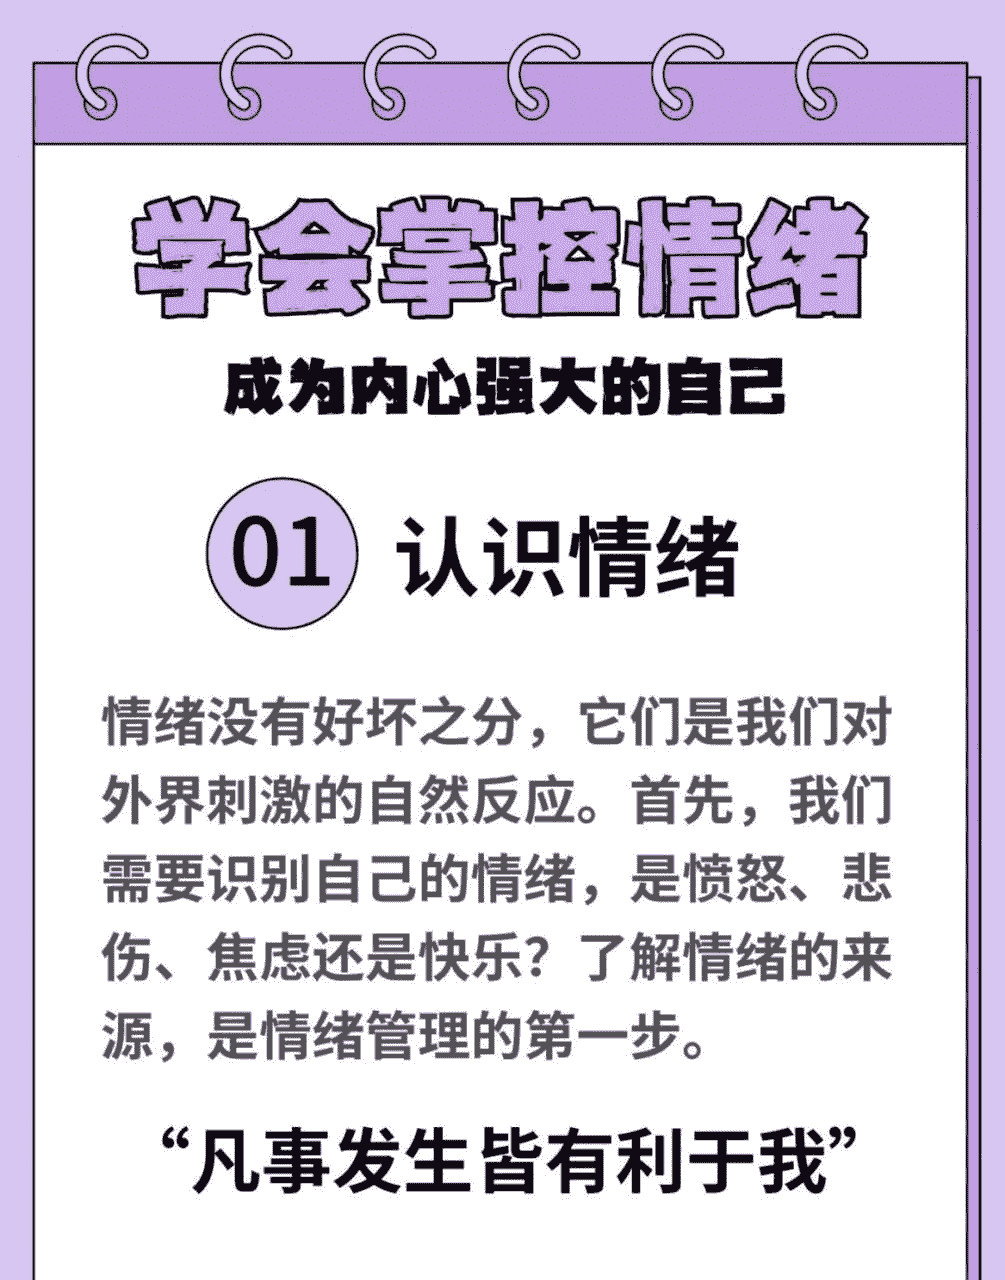 学会掌控情绪
成为内心强大的自己
01 认识情绪
情绪没有好坏之分，它们是我们对
外界刺激的自然反应。首先，我们
需要识别自己的情绪，是愤怒、悲
伤、焦虑还是快乐？了解情绪的来
源，是情绪管理的第一步。
“凡事发生皆有利于我”